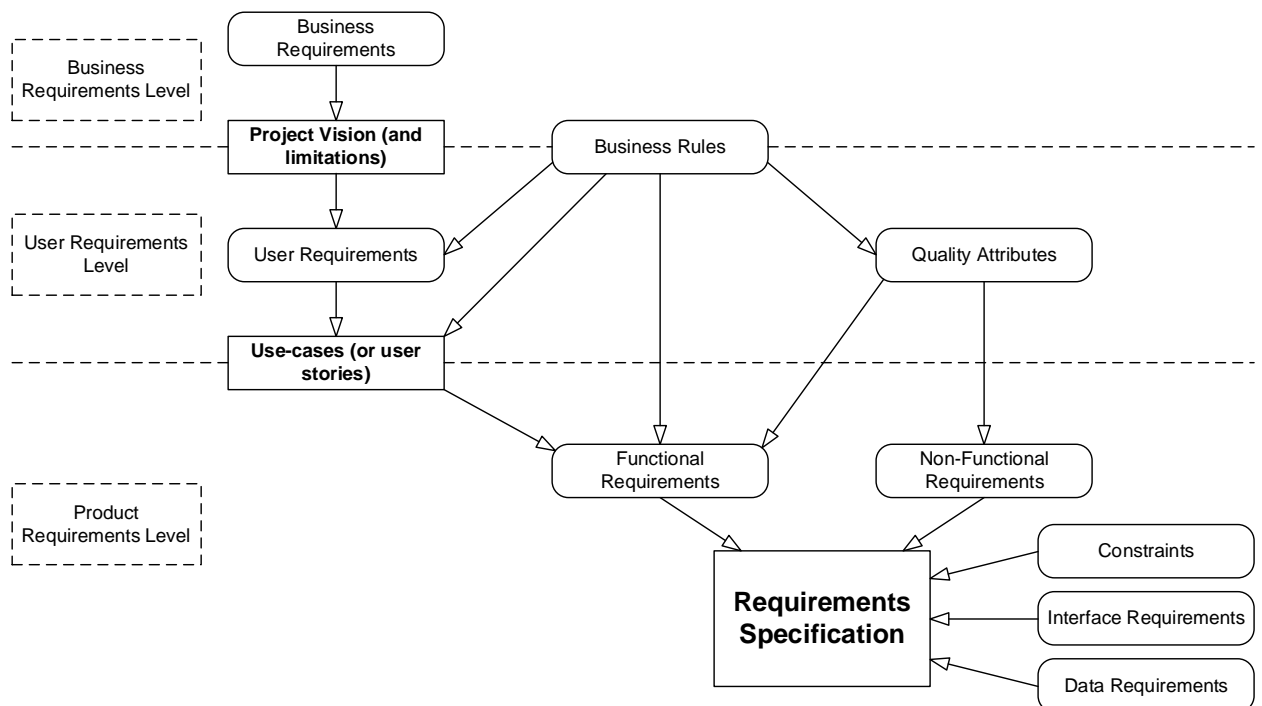 Business
Requirements
Business
Requirements Level
Project Vision (and
limitations)
Business Rules
User Requirements
Level
User Requirements
Quality Attributes
Use-cases (or user
stories)
Functional
Requirements
Non-Functional
Requirements
Product
Requirements Level
Constraints
Requirements
Specification
Interface Requirements
Data Requirements